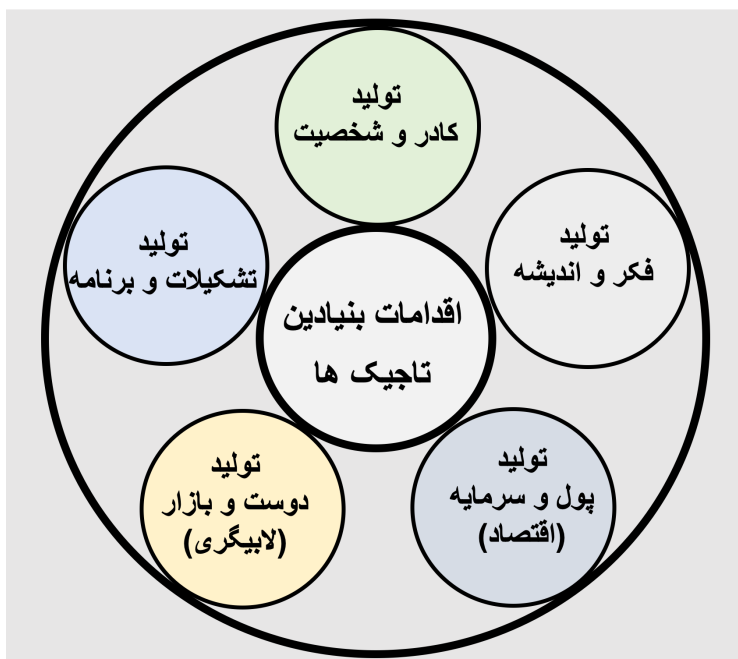 تولید
کادر و شخصیت
تولید
فکر و اندیشه
تولید
تشکیلات و برنامه
اقدامات بنیادین
تاجیک ها
تولید
پول و سرمایه
(اقتصاد)
تولید
دوست و بازار
(لابیگری)